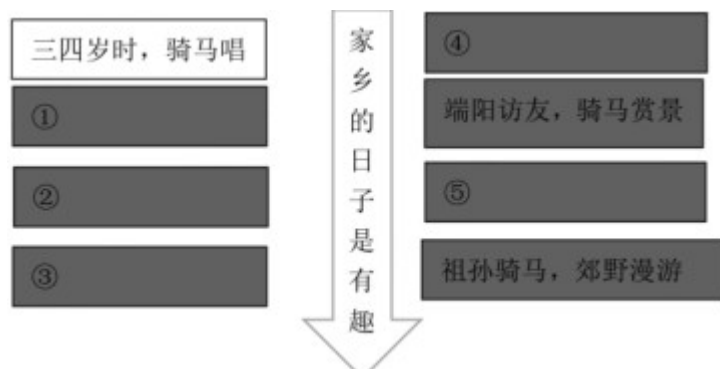 三四岁时，骑马唱
①
②
③
家乡的日子是有趣
④
端阳访友，骑马赏景
⑤
祖孙骑马，郊野漫游